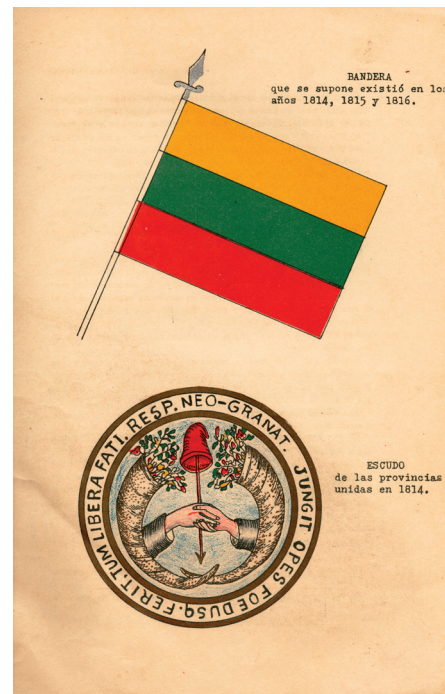 BANDERA
que se supone existió en los
años 1814, 1815 y 1816.
FATI. RESP. NEO-GRANAT. JUNGIT OPES FOEDUSQ. FERIT. TUM LIBERA
ESCUDO
de las provincias
unidas en 1814.